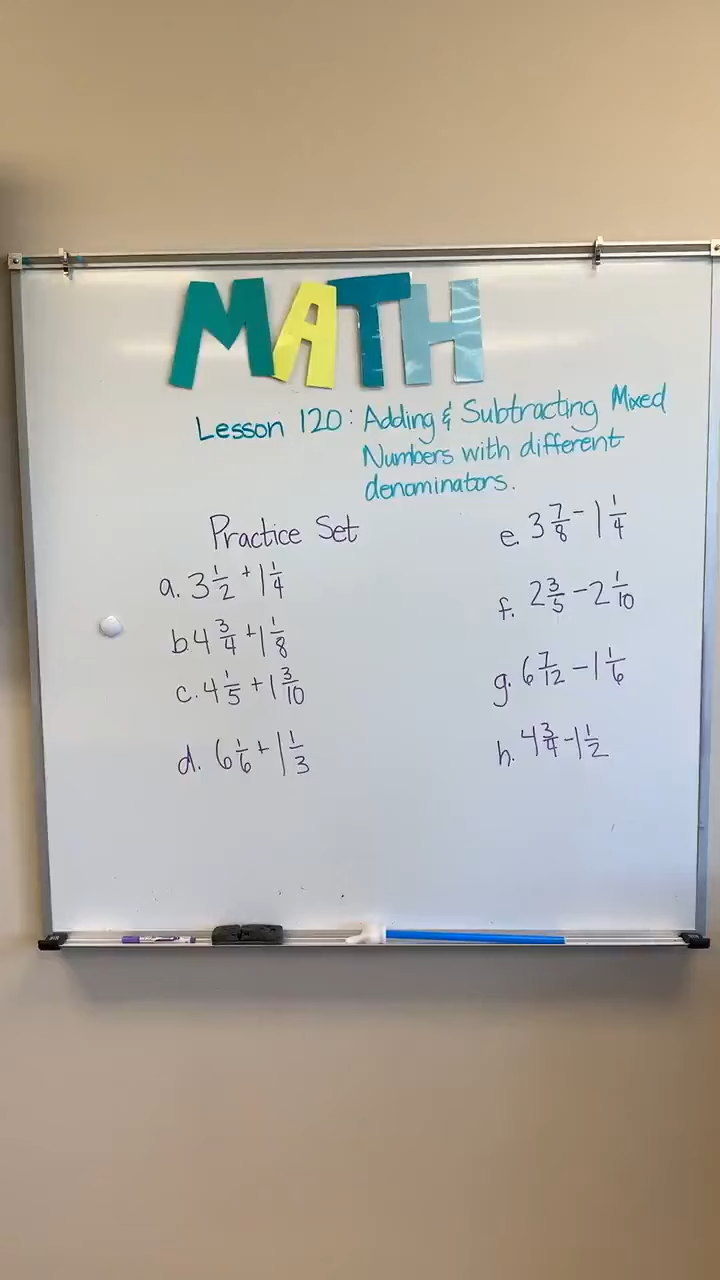 MATH
Lesson 120: Adding & Subtracting Mixed
Numbers with different
denominators.
Practice Set
a. 3 1/2 + 1 1/4
b. 4 3/4 + 1 1/8
c. 4 1/5 + 1 3/10
d. 6 1/6 + 1 1/3
e. 3 7/8 - 1 1/4
f. 2 3/5 - 2 1/10
g. 6 7/12 - 1 1/6
h. 4 3/4 - 1 1/2